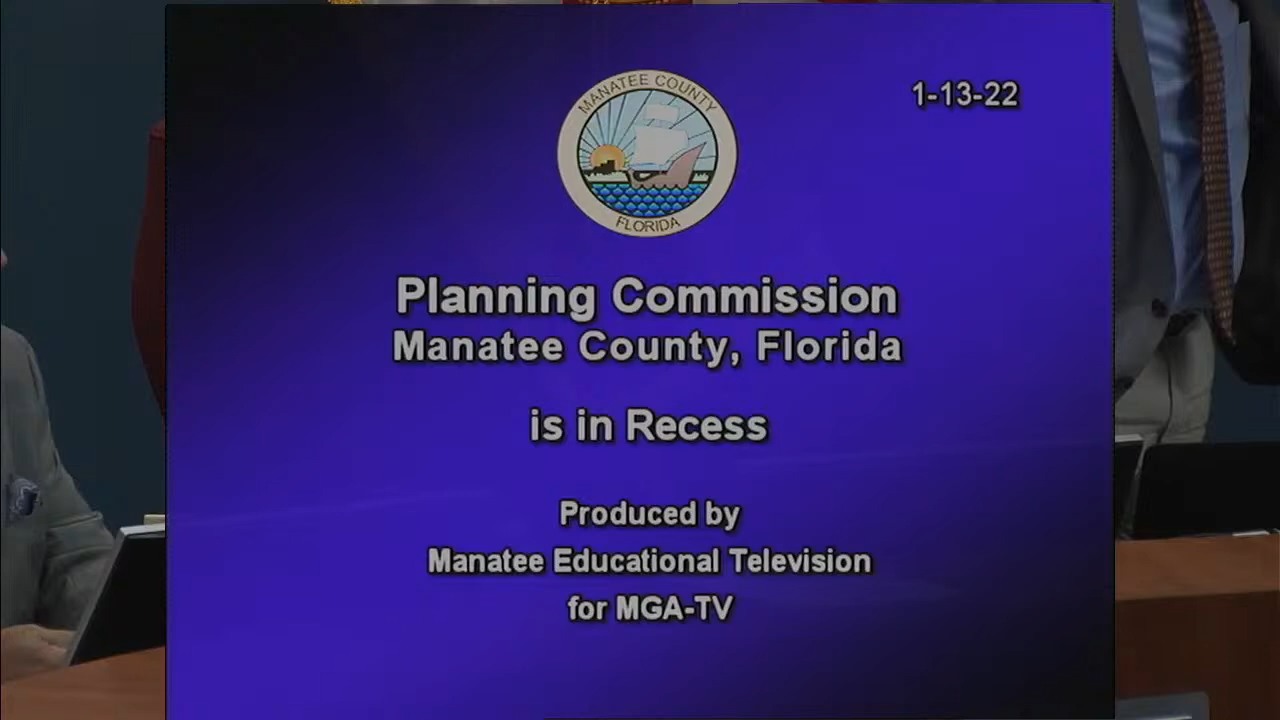 MANATEE COUNTY
1-13-22
FLORIDA
Planning Commission
Manatee County, Florida
is in Recess
Produced by
Manatee Educational Television
for MGA-TV